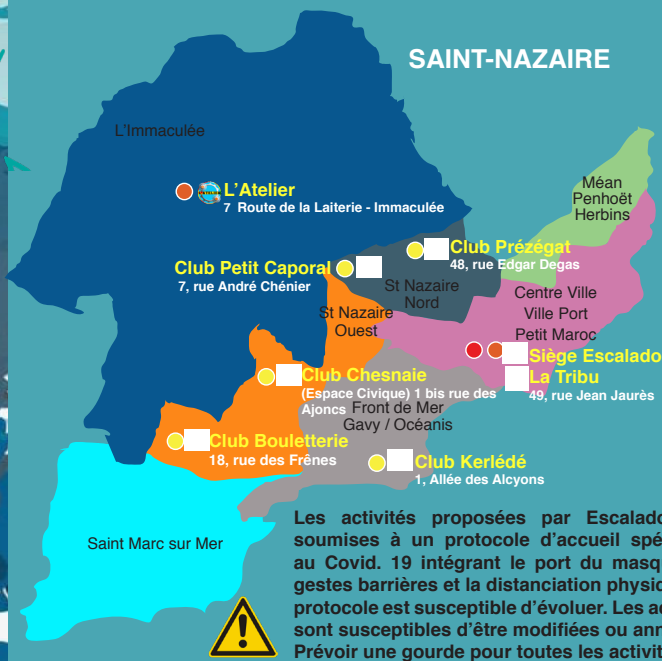 SAINT-NAZAIRE
L'Immaculée
L'Atelier
7 Route de la Laiterie - Immaculée
Méan
Penhoët
Herbins
Club Prézégat
48, rue Edgar Degas
Club Petit Caporal
7, rue André Chénier
St Nazaire
Nord
Centre Ville
Ville Port
Petit Maroc
St Nazaire
Ouest
Siège Escalado
La Tribu
49, rue Jean Jaurès
Club Chesnaie
(Espace Civique) 1 bis rue des
Ajoncs
Front de Mer
Gavy / Océanis
Club Bouletterie
18, rue des Frênes
Club Kerlédé
1, Allée des Alcyons
Saint Marc sur Mer
Les activités proposées par Escalado
soumises à un protocole d'accueil spé
au Covid. 19 intégrant le port du masqu
gestes barrières et la distanciation physic
protocole est susceptible d'évoluer. Les ac
sont susceptibles d'être modifiées ou ann
Prévoir une gourde pour toutes les activit